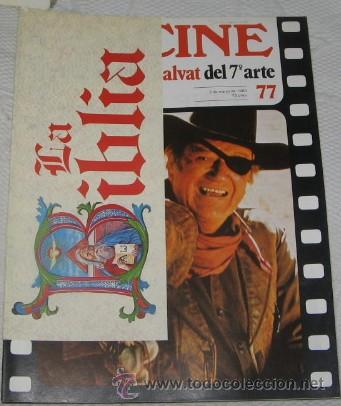 CINE
alvat del 7º arte
77
La
Biblia
www.todocoleccion.net